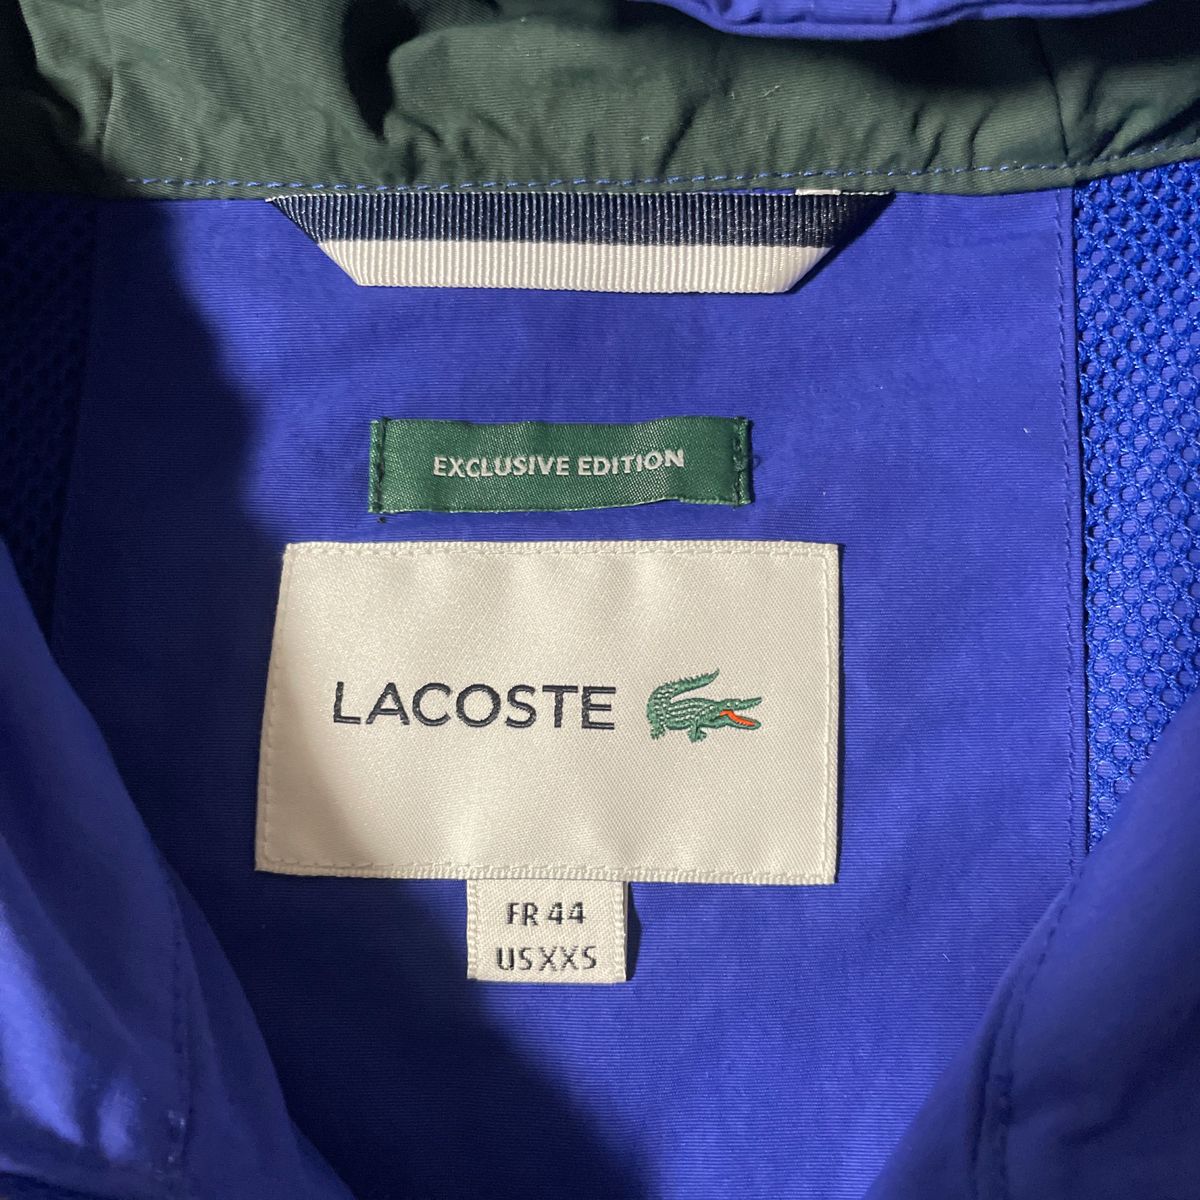 EXCLUSIVE EDITION
LACOSTE
FR 44
US XXS